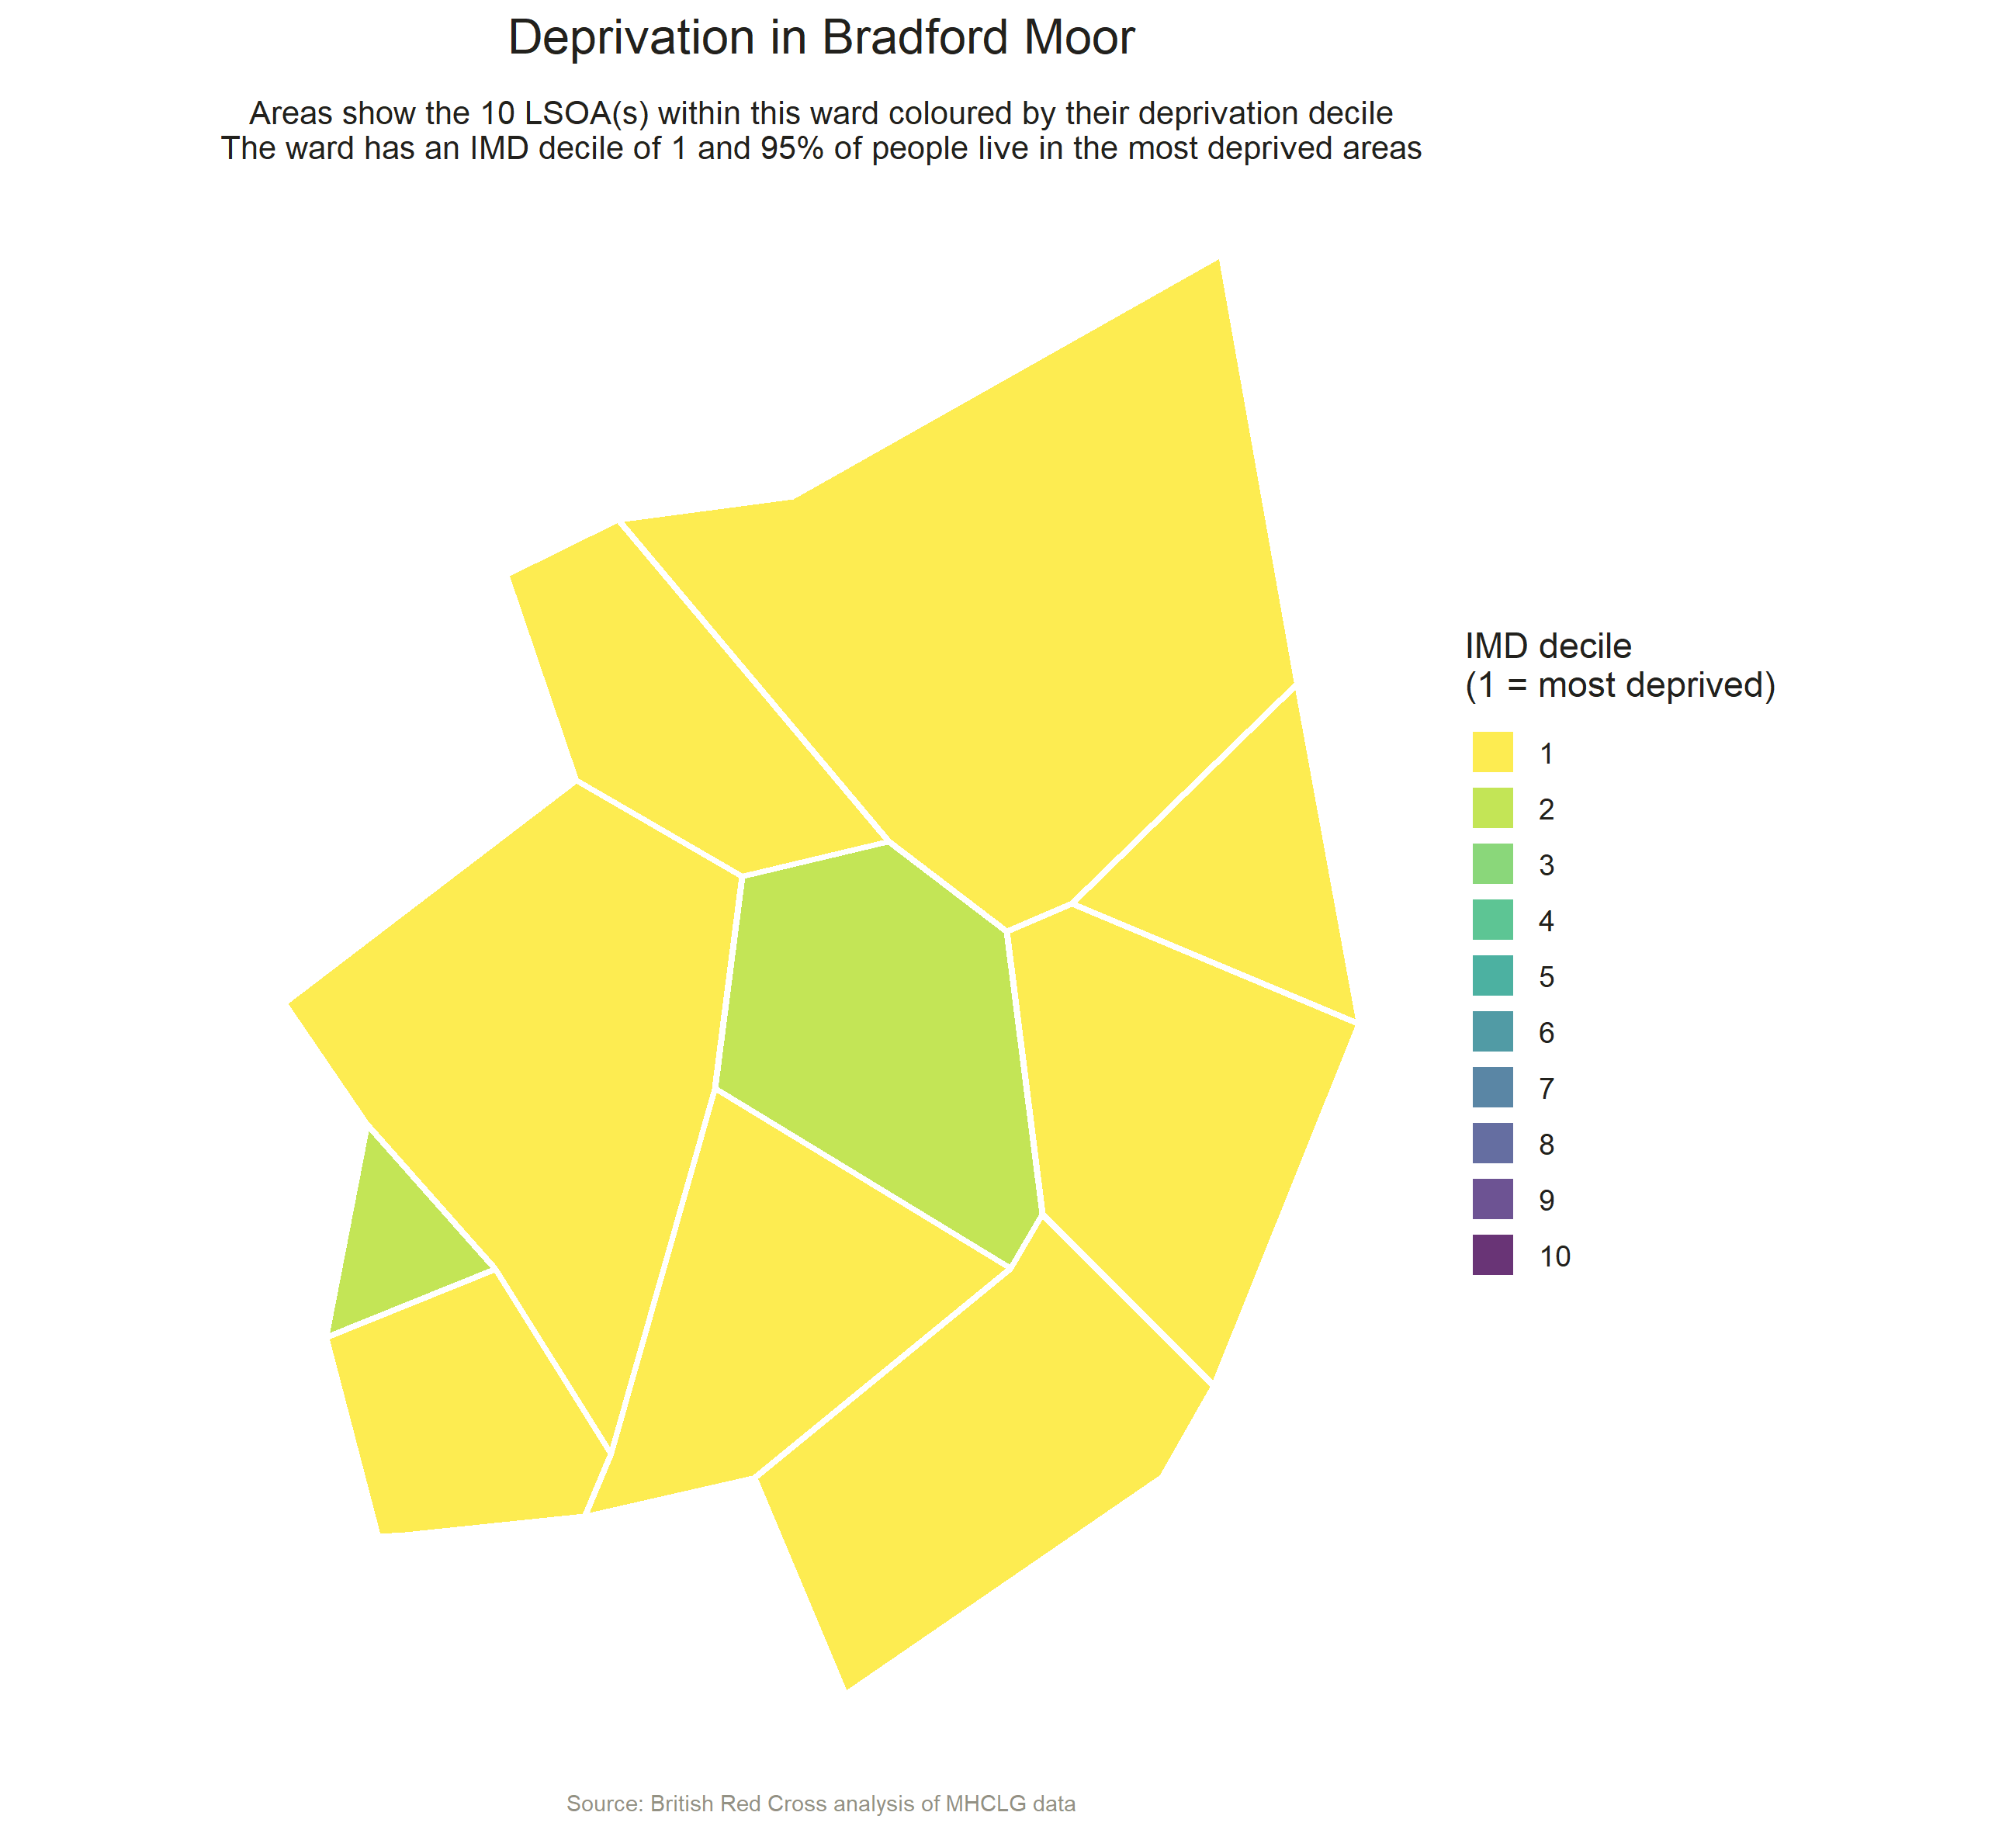 Deprivation in Bradford Moor
Areas show the 10 LSOA(s) within this ward coloured by their deprivation decile
The ward has an IMD decile of 1 and 95% of people live in the most deprived areas
IMD decile
(1 = most deprived)
1
2
3
4
5
6
7
8
9
10
Source: British Red Cross analysis of MHCLG data